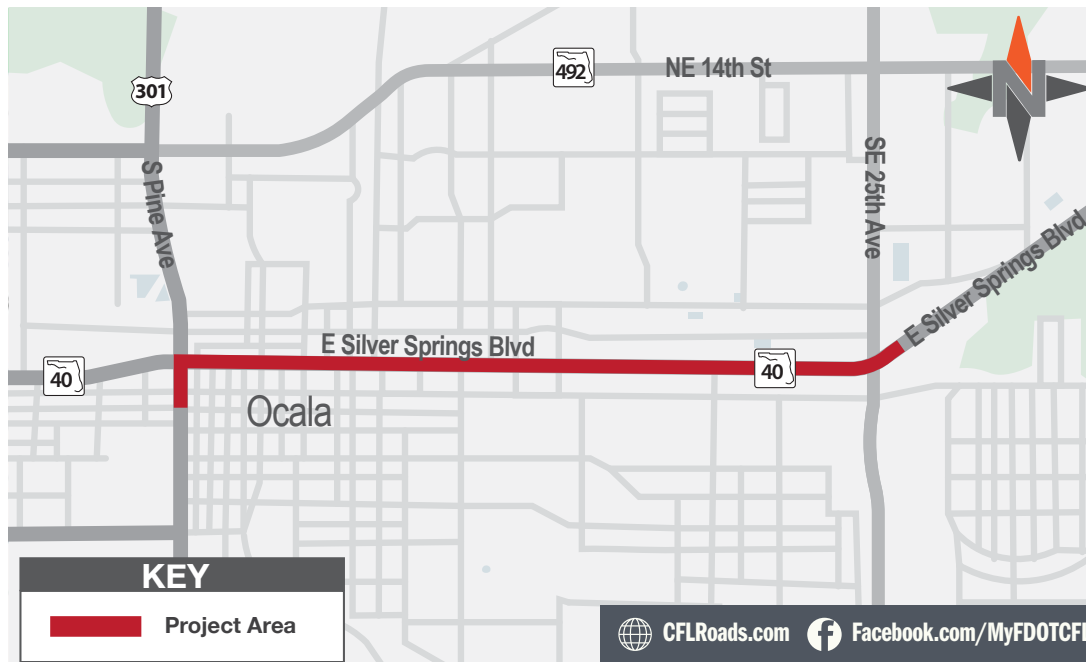 301
492
NE 14th St
N
S Pine Ave
SE 25th Ave
E Silver Springs Blvd
E Silver Springs Blvd
40
40
Ocala
KEY
Project Area
CFLRoads.com
Facebook.com/MyFDOTCFL